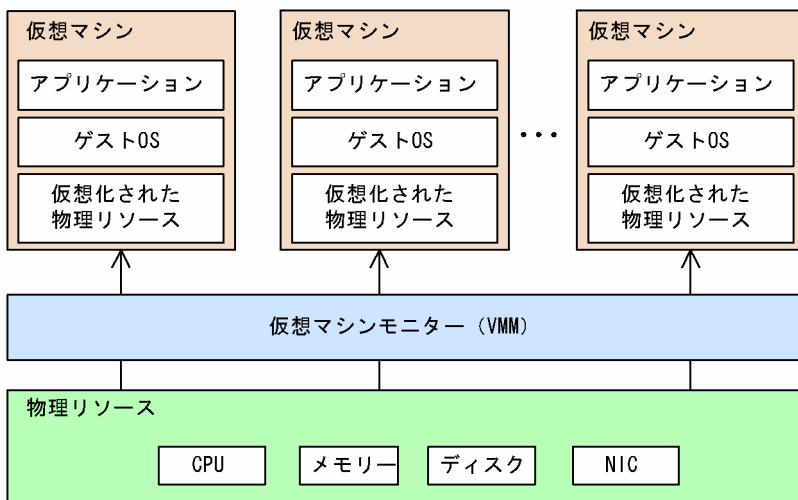 仮想マシン
アプリケーション
ゲストOS
仮想化された
物理リソース
仮想マシン
アプリケーション
ゲストOS
仮想化された
物理リソース
...
仮想マシン
アプリケーション
ゲストOS
仮想化された
物理リソース
仮想マシンモニター（VMM）
物理リソース
CPU
メモリー
ディスク
NIC